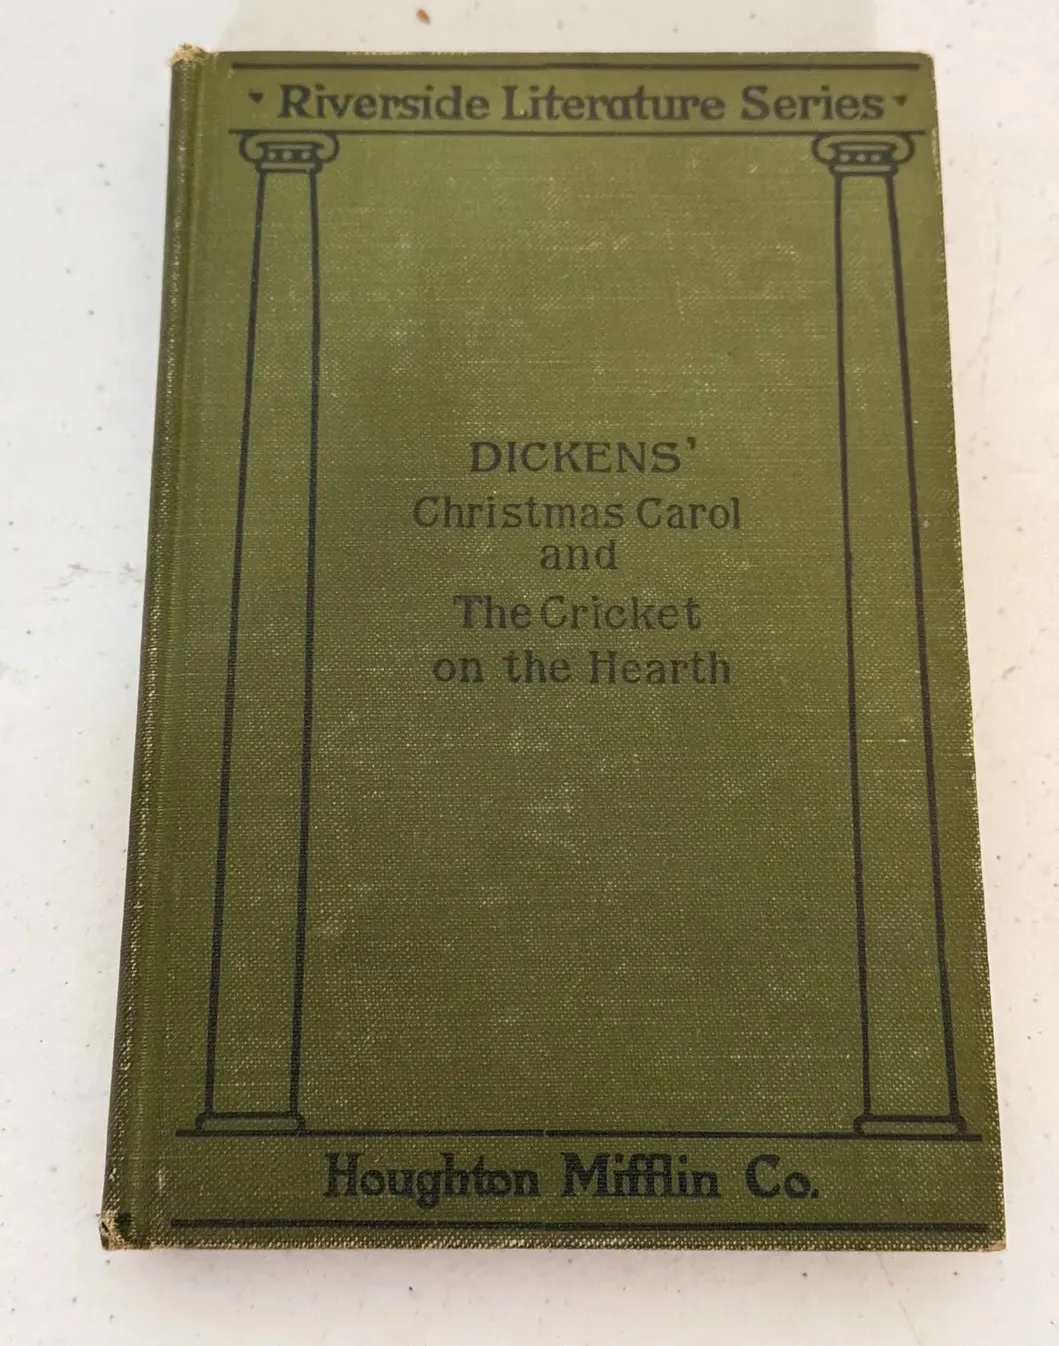 Riverside Literature Series
DICKENS'
Christmas Carol
and
The Cricket
on the Hearth
Houghton Mifflin Co.